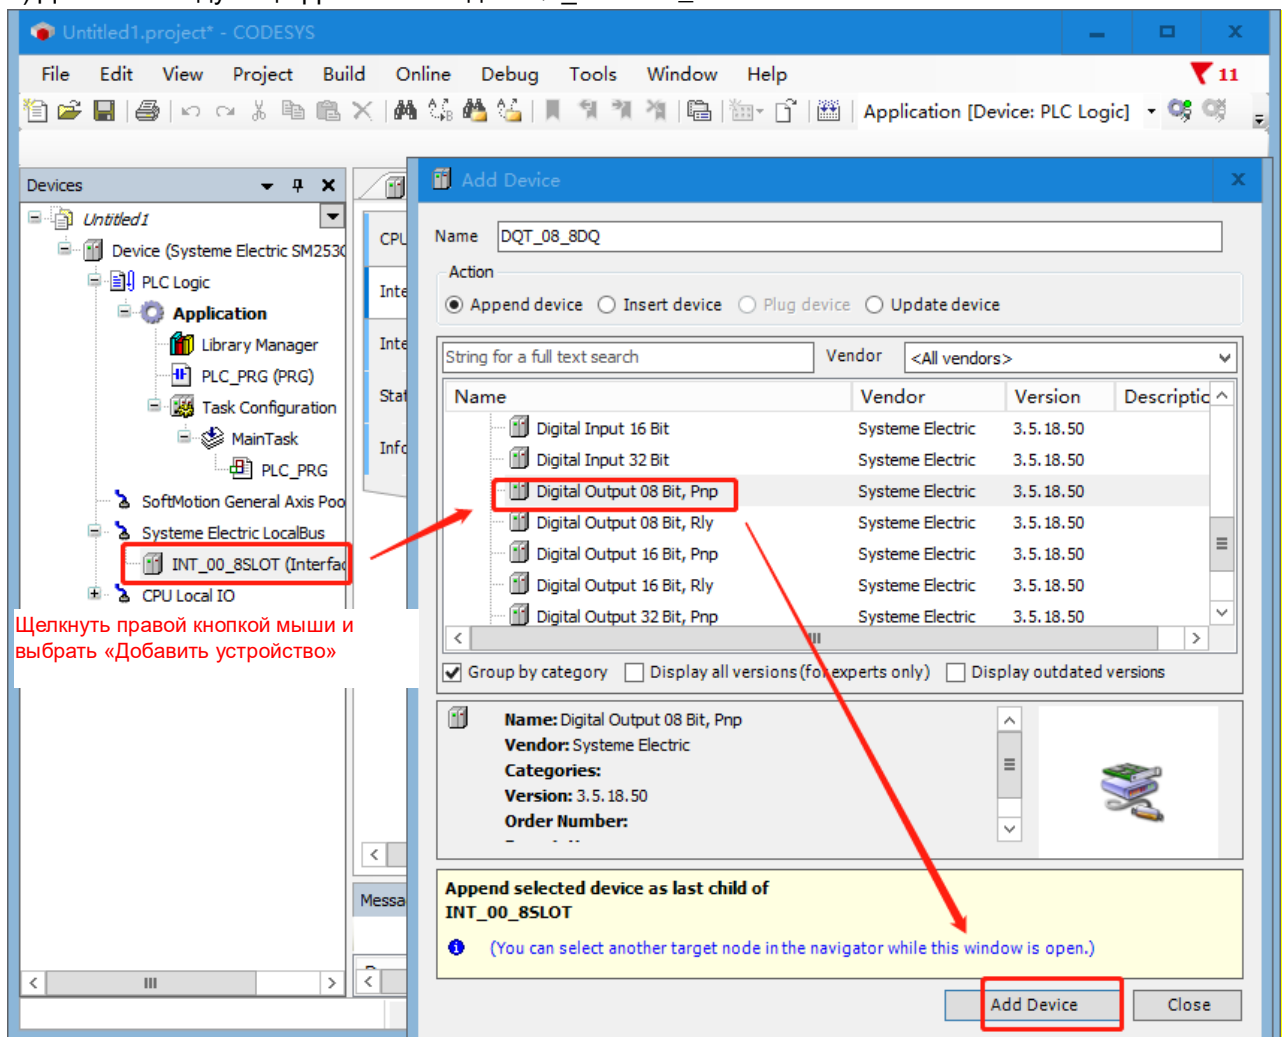 Untitled1.project* - CODESYS
File Edit View Project Build Online Debug Tools Window Help
11
Application [Device: PLC Logic]
Devices
Untitled1
Device (Systeme Electric SM253
PLC Logic
Application
Library Manager
PLC_PRG (PRG)
Task Configuration
MainTask
PLC_PRG
SoftMotion General Axis Poo
Systeme Electric LocalBus
INT_00_8SLOT (Interfac
CPU Local IO
Щелкнуть правой кнопкой мыши и
выбрать «Добавить устройство»
CPU
Inte
Inte
Stat
Info
Messa
Add Device
Name DQT_08_8DQ
Action
Append device Insert device Plug device Update device
String for a full text search Vendor <All vendors>
Name Vendor Version Descriptic
Digital Input 16 Bit Systeme Electric 3.5.18.50
Digital Input 32 Bit Systeme Electric 3.5.18.50
Digital Output 08 Bit, Pnp Systeme Electric 3.5.18.50
Digital Output 08 Bit, Rly Systeme Electric 3.5.18.50
Digital Output 16 Bit, Pnp Systeme Electric 3.5.18.50
Digital Output 16 Bit, Rly Systeme Electric 3.5.18.50
Digital Output 32 Bit, Pnp Systeme Electric 3.5.18.50
Group by category Display all versions (for experts only) Display outdated versions
Name: Digital Output 08 Bit, Pnp
Vendor: Systeme Electric
Categories:
Version: 3.5.18.50
Order Number:
Append selected device as last child of
INT_00_8SLOT
(You can select another target node in the navigator while this window is open.)
Add Device Close